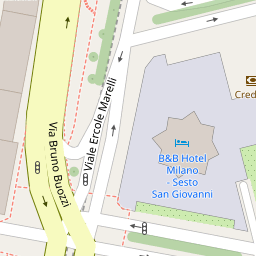 Viale Ercole Marelli
Cred
Via Bruno Buozzi
B&B Hotel
Milano
- Sesto
San Giovanni